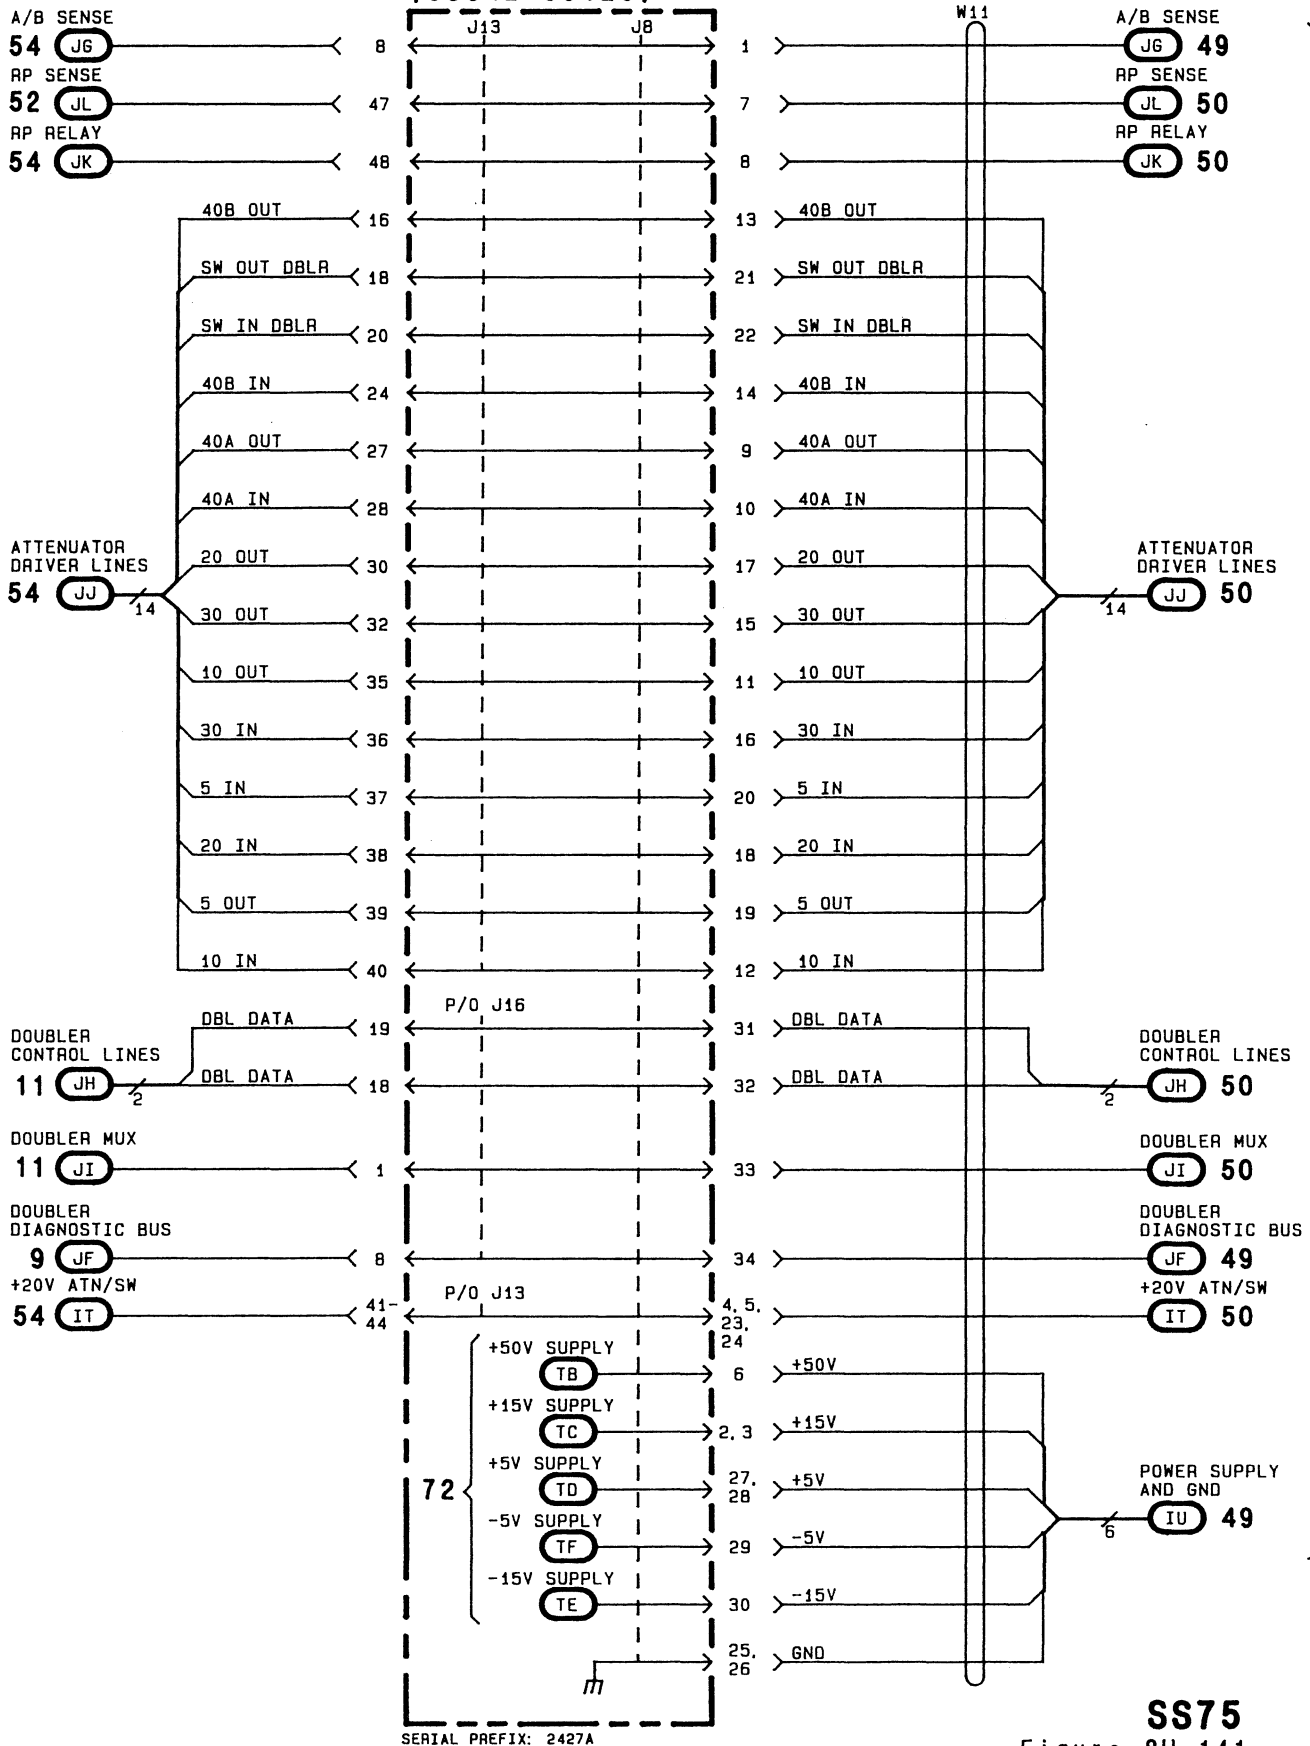 J13 J8 W11
A/B SENSE A/B SENSE
54 JG 8 1 JG 49
RP SENSE RP SENSE
52 JL 47 7 JL 50
RP RELAY RP RELAY
54 JK 48 8 JK 50
40B OUT 16 13 40B OUT
SW OUT DBLR 18 21 SW OUT DBLR
SW IN DBLR 20 22 SW IN DBLR
40B IN 24 14 40B IN
40A OUT 27 9 40A OUT
40A IN 28 10 40A IN
ATTENUATOR ATTENUATOR
DRIVER LINES DRIVER LINES
20 OUT 30 17 20 OUT
54 JJ 14 14 JJ 50
30 OUT 32 15 30 OUT
10 OUT 35 11 10 OUT
30 IN 36 16 30 IN
5 IN 37 20 5 IN
20 IN 38 18 20 IN
5 OUT 39 19 5 OUT
10 IN 40 12 10 IN
P/O J16
DBL DATA 19 31 DBL DATA
DOUBLER DOUBLER
CONTROL LINES CONTROL LINES
11 JH 2 DBL DATA 18 32 DBL DATA 2 JH 50
DOUBLER MUX DOUBLER MUX
11 JI 1 33 JI 50
DOUBLER DOUBLER
DIAGNOSTIC BUS DIAGNOSTIC BUS
9 JF 8 34 JF 49
+20V ATN/SW P/O J13 +20V ATN/SW
54 IT 41-44 4, 5, 23, 24 IT 50
+50V SUPPLY
TB 6 +50V
+15V SUPPLY
TC 2, 3 +15V
+5V SUPPLY
72 TD 27, 28 +5V
POWER SUPPLY
AND GND
-5V SUPPLY
6 IU 49
TF 29 -5V
-15V SUPPLY
TE 30 -15V
25, 26 GND
SS75
SERIAL PREFIX: 2427A